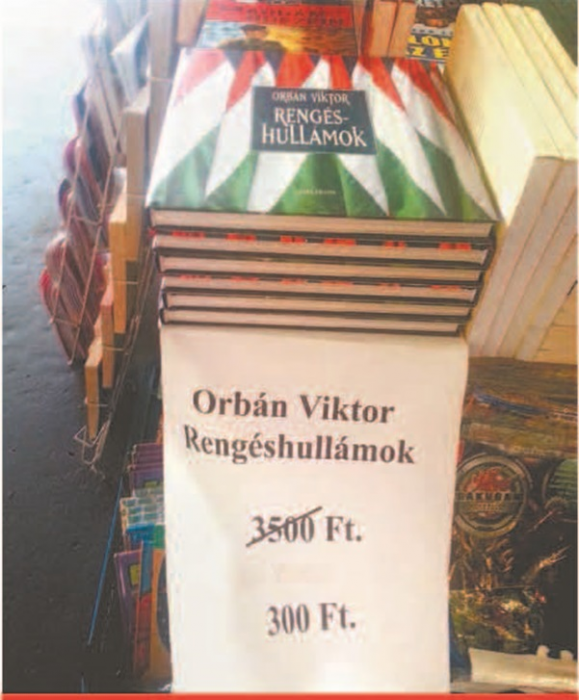 ORBÁN VIKTOR
RENGÉS-
HULLÁMOK
Orbán Viktor
Rengéshullámok
3500 Ft.
300 Ft.